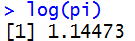 > log(pi)
[1] 1.14473